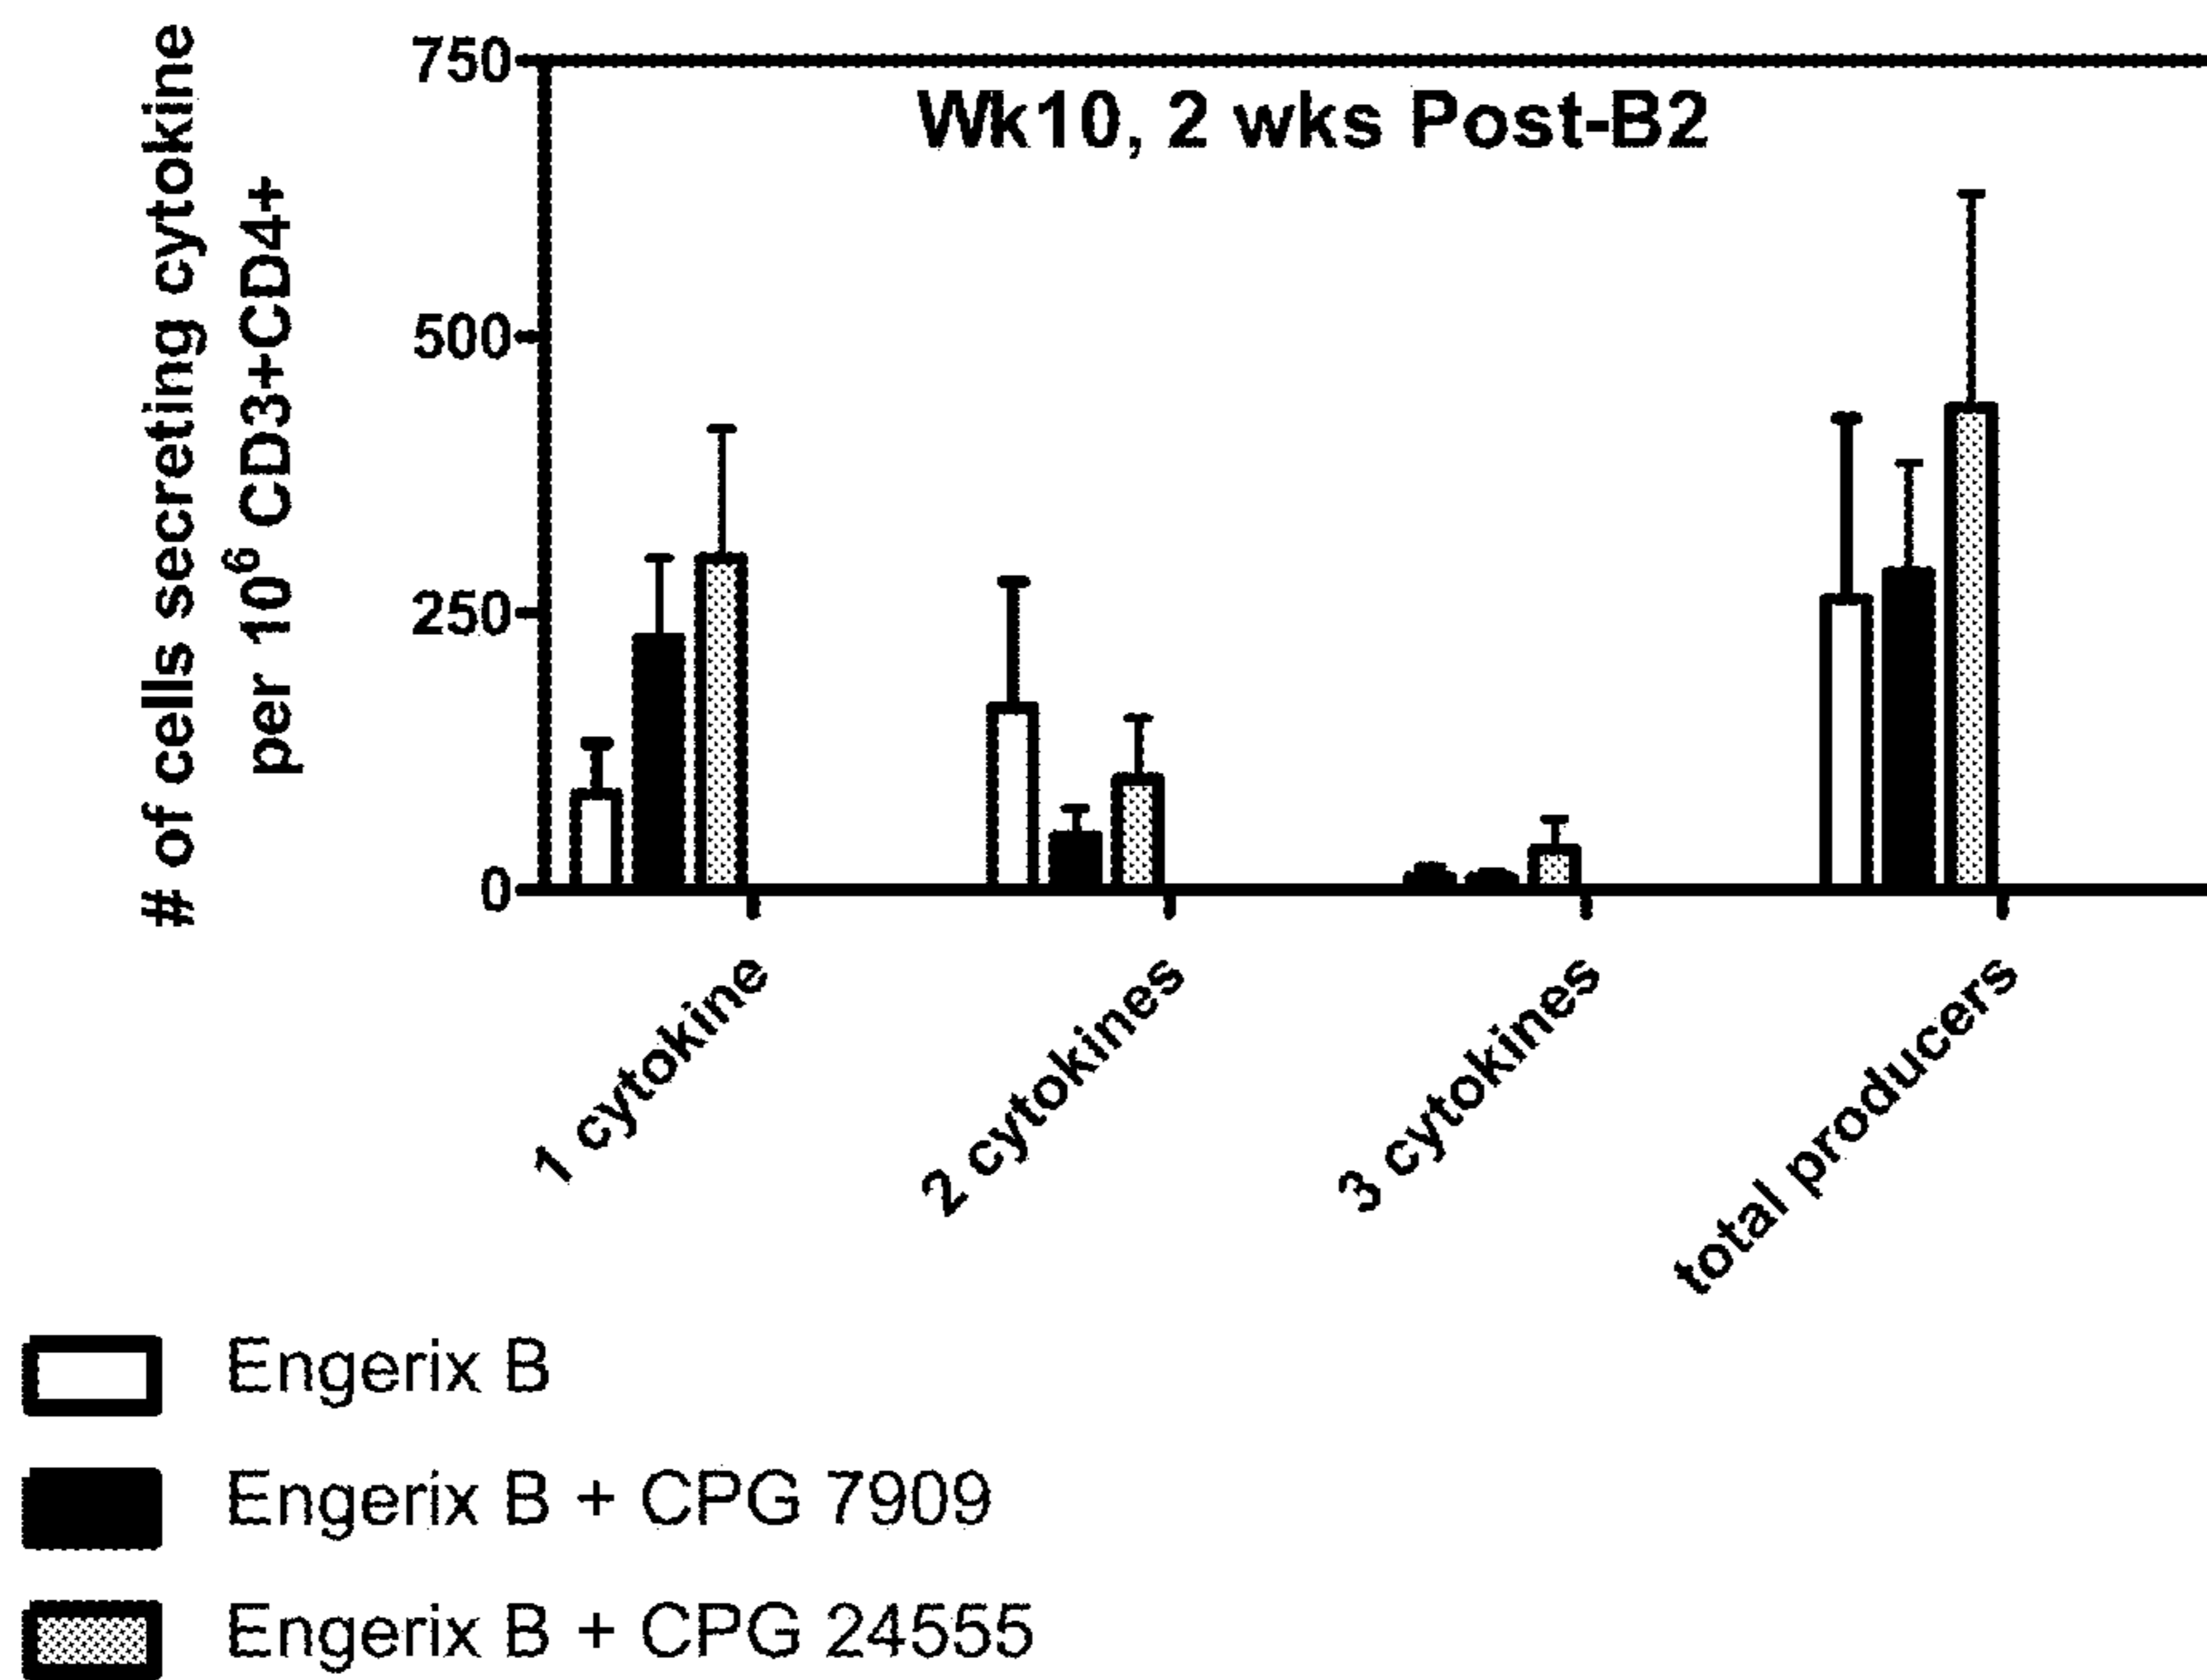 # of cells secreting cytokine
per 10⁶ CD3+CD4+
750
500
250
0
Wk10, 2 wks Post-B2
1 cytokine
2 cytokines
3 cytokines
total producers
Engerix B
Engerix B + CPG 7909
Engerix B + CPG 24555